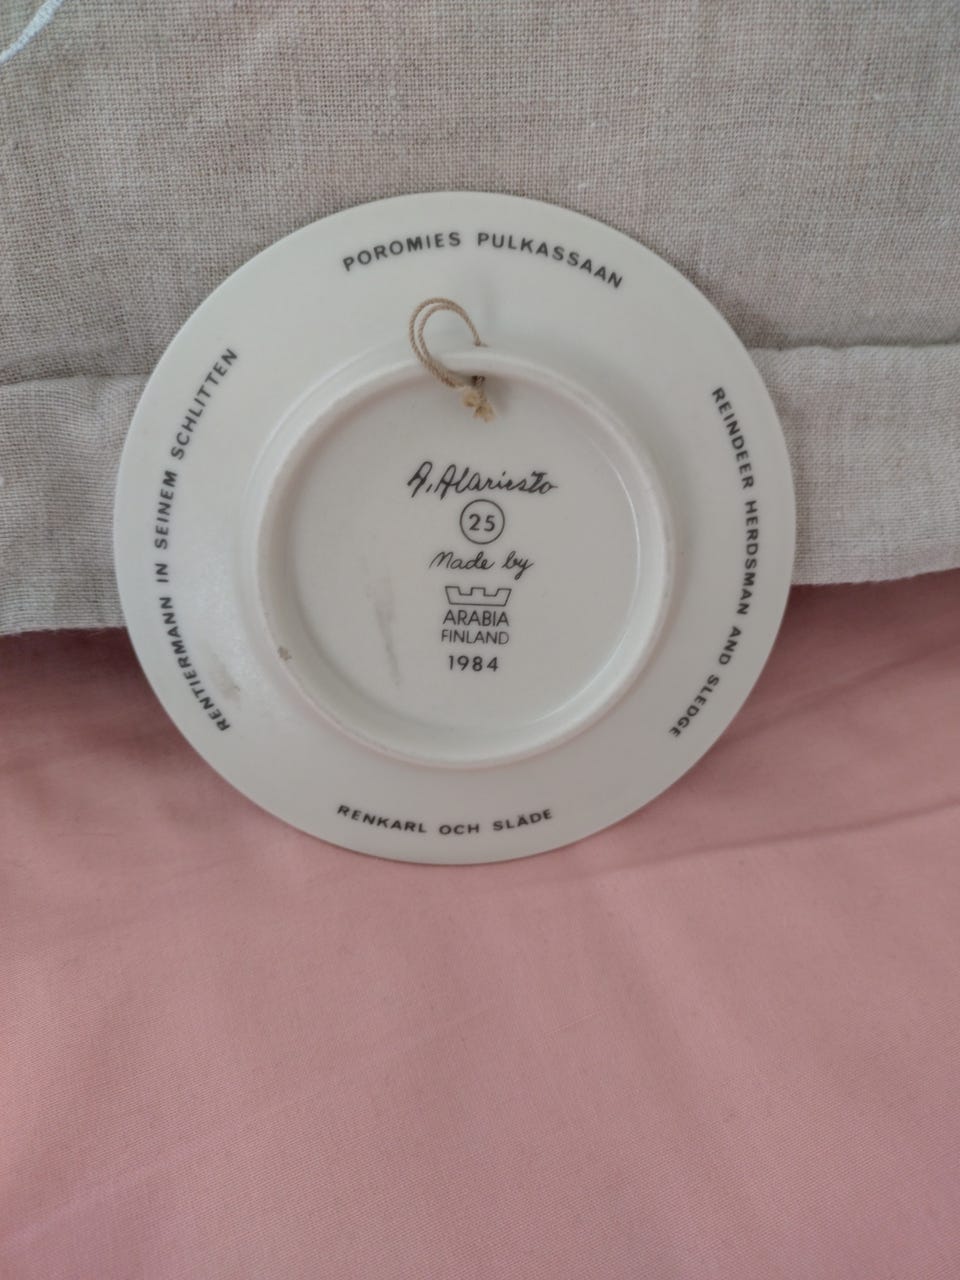 POROMIES PULKASSAAN
REINDEER HERDSMAN AND SLEDGE
RENKARL OCH SLÄDE
RENTIERMANN IN SEINEM SCHLITTEN
A. Alariesto
25
Made by
ARABIA
FINLAND
1984